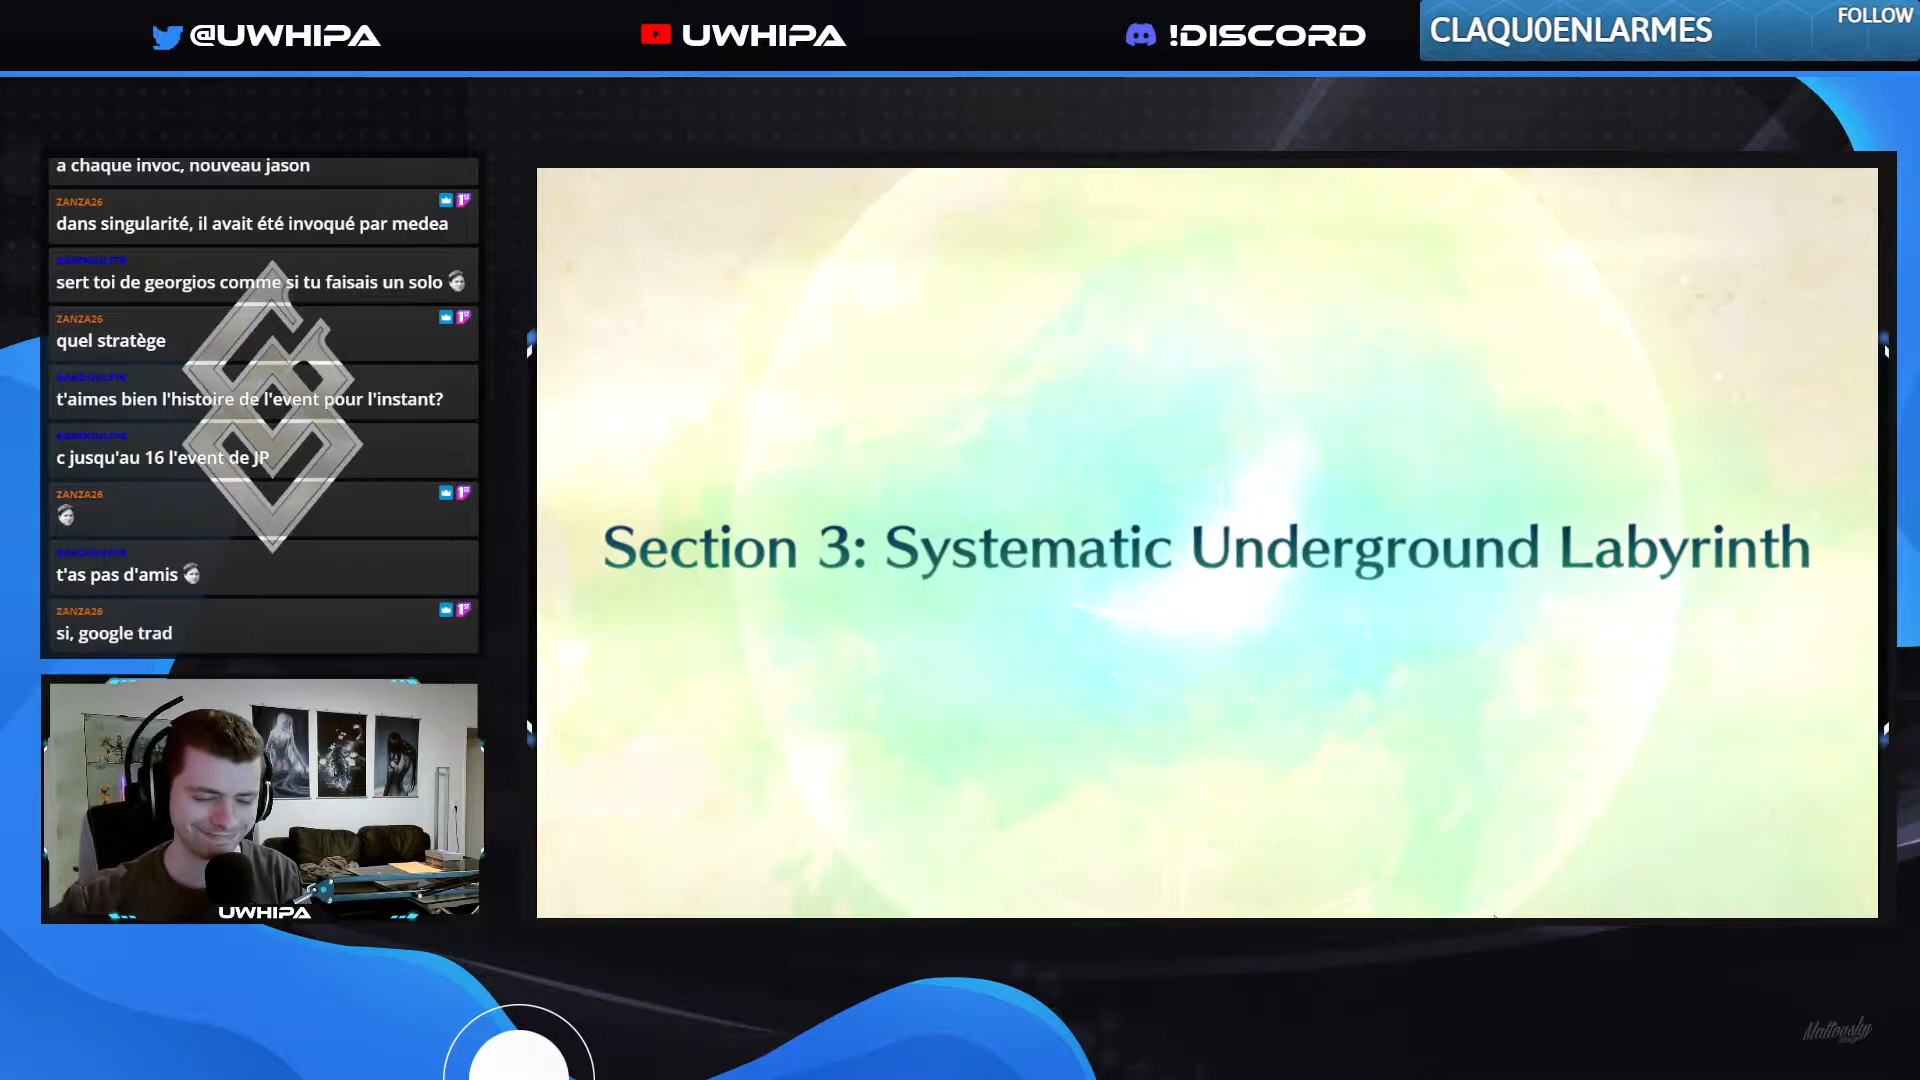 @UWHIPA
UWHIPA
!DISCORD
CLAQU0ENLARMES
FOLLOW
a chaque invoc, nouveau jason
ZANZA26
dans singularité, il avait été invoqué par medea
sert toi de georgios comme si tu faisais un solo
ZANZA26
quel stratège
t'aimes bien l'histoire de l'event pour l'instant?
c jusqu'au 16 l'event de JP
ZANZA26
t'as pas d'amis
ZANZA26
si, google trad
Section 3: Systematic Underground Labyrinth
UWHIPA
Mattousky